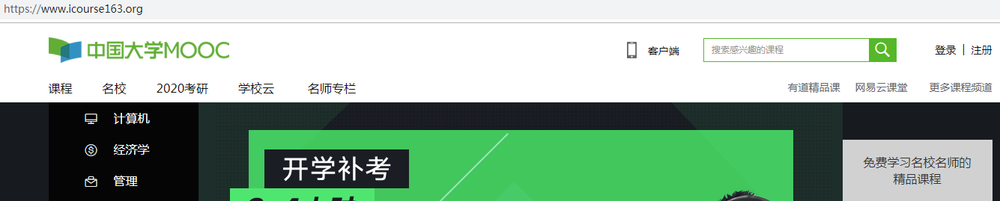 https://www.icourse163.org
中国大学MOOC
客户端
搜索感兴趣的课程
登录 | 注册
课程 名校 2020考研 学校云 名师专栏
有道精品课 网易云课堂 更多课程频道
计算机
经济学
管理
开学补考
免费学习名校名师的
精品课程